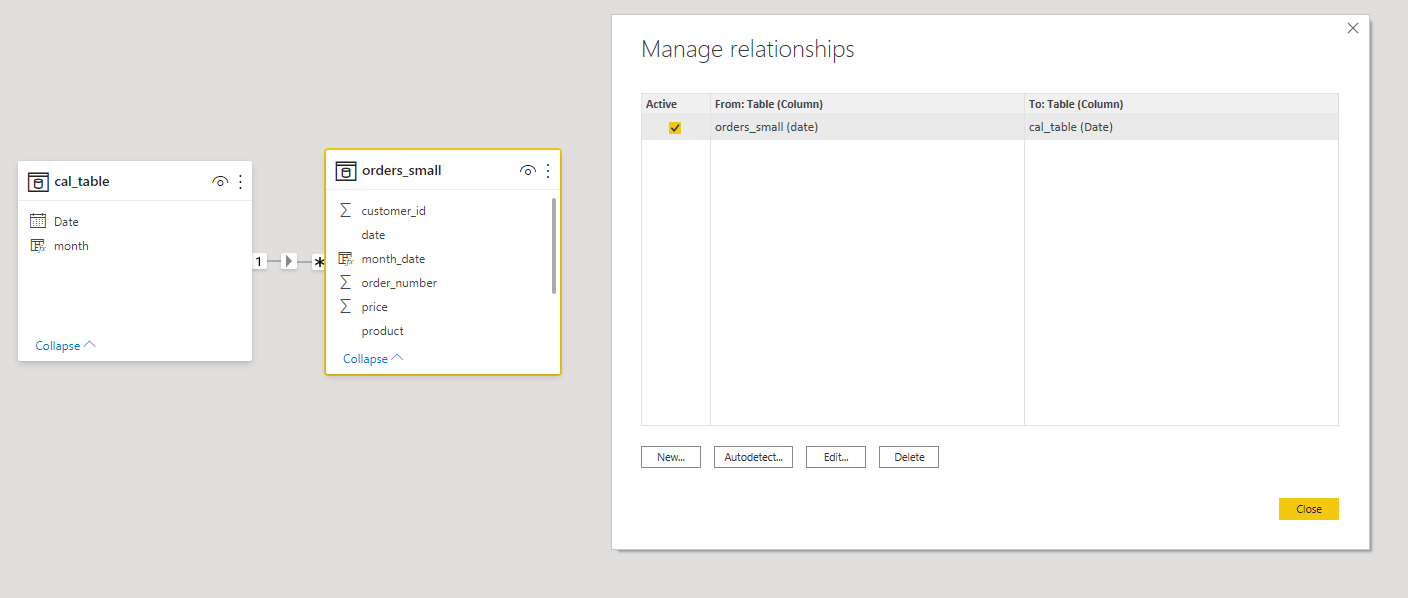 cal_table
Date
month
Collapse
1
*
orders_small
customer_id
date
month_date
order_number
price
product
Collapse
Manage relationships
Active From: Table (Column) To: Table (Column)
orders_small (date) cal_table (Date)
New... Autodetect... Edit... Delete
Close